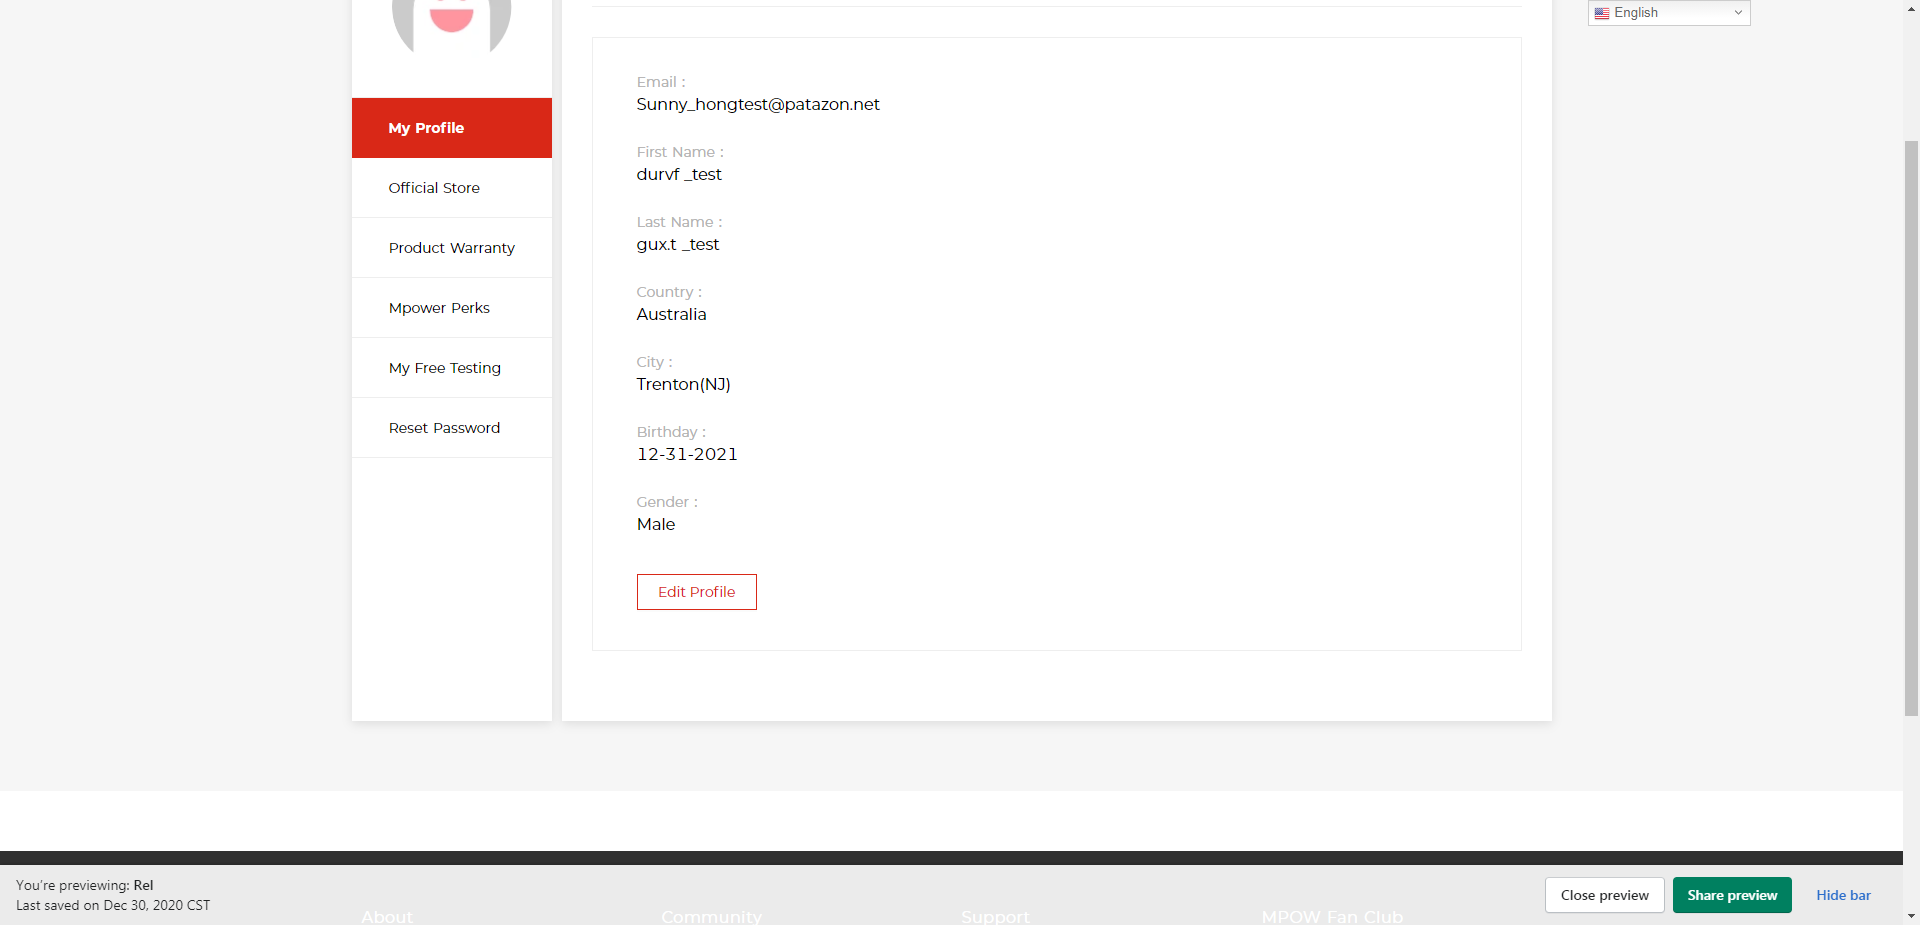 English
Email :
Sunny_hongtest@patazon.net
First Name :
durvf _test
Last Name :
gux.t _test
Country :
Australia
City :
Trenton(NJ)
Birthday :
12-31-2021
Gender :
Male
Edit Profile
My Profile
Official Store
Product Warranty
Mpower Perks
My Free Testing
Reset Password
You're previewing: Rel
Last saved on Dec 30, 2020 CST
Close preview
Share preview
Hide bar
About
Community
Support
MPOW Fan Club